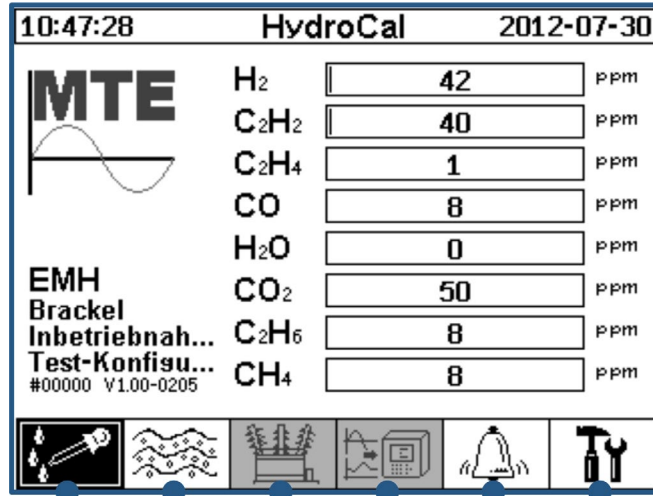 10:47:28 HydroCal 2012-07-30
MTE
H₂ 42 ppm
C₂H₂ 40 ppm
C₂H₄ 1 ppm
CO 8 ppm
H₂O 0 ppm
CO₂ 50 ppm
C₂H₆ 8 ppm
CH₄ 8 ppm
EMH
Brackel
Inbetriebnah...
Test-Konfigu...
#00000 V1.00-0205